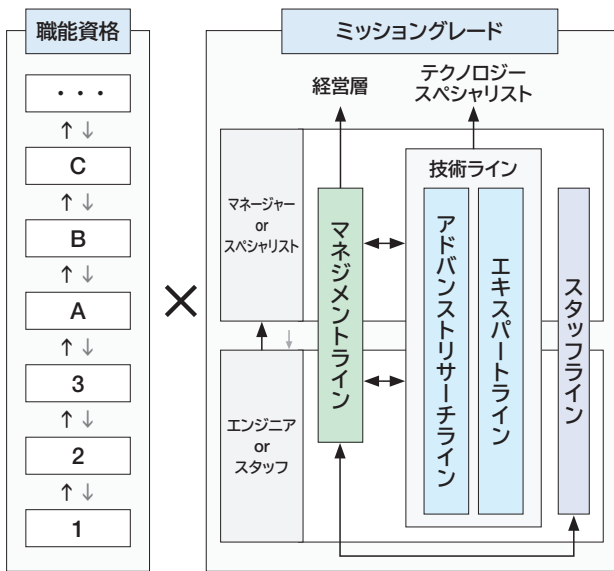 職能資格
・・・
↑↓
C
↑↓
B
↑↓
A
↑↓
3
↑↓
2
↑↓
1
×
ミッショングレード
経営層
テクノロジー
スペシャリスト
マネージャー
or
スペシャリスト
エンジニア
or
スタッフ
マネジメントライン
技術ライン
アドバンストリサーチライン
エキスパートライン
スタッフライン